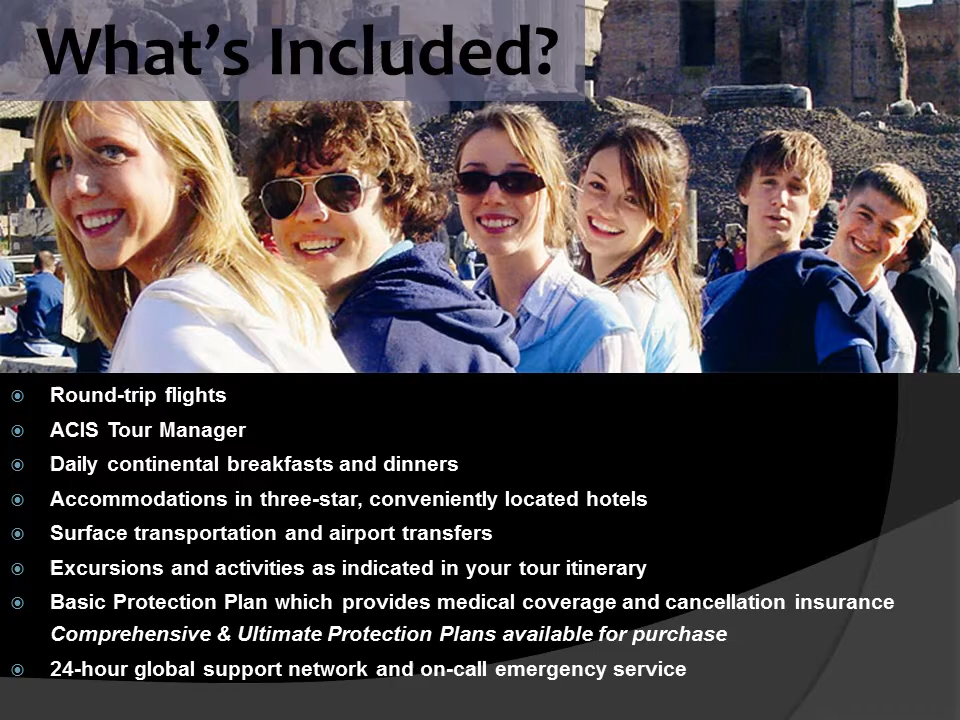 What's Included?
Round-trip flights
ACIS Tour Manager
Daily continental breakfasts and dinners
Accommodations in three-star, conveniently located hotels
Surface transportation and airport transfers
Excursions and activities as indicated in your tour itinerary
Basic Protection Plan which provides medical coverage and cancellation insurance
Comprehensive & Ultimate Protection Plans available for purchase
24-hour global support network and on-call emergency service